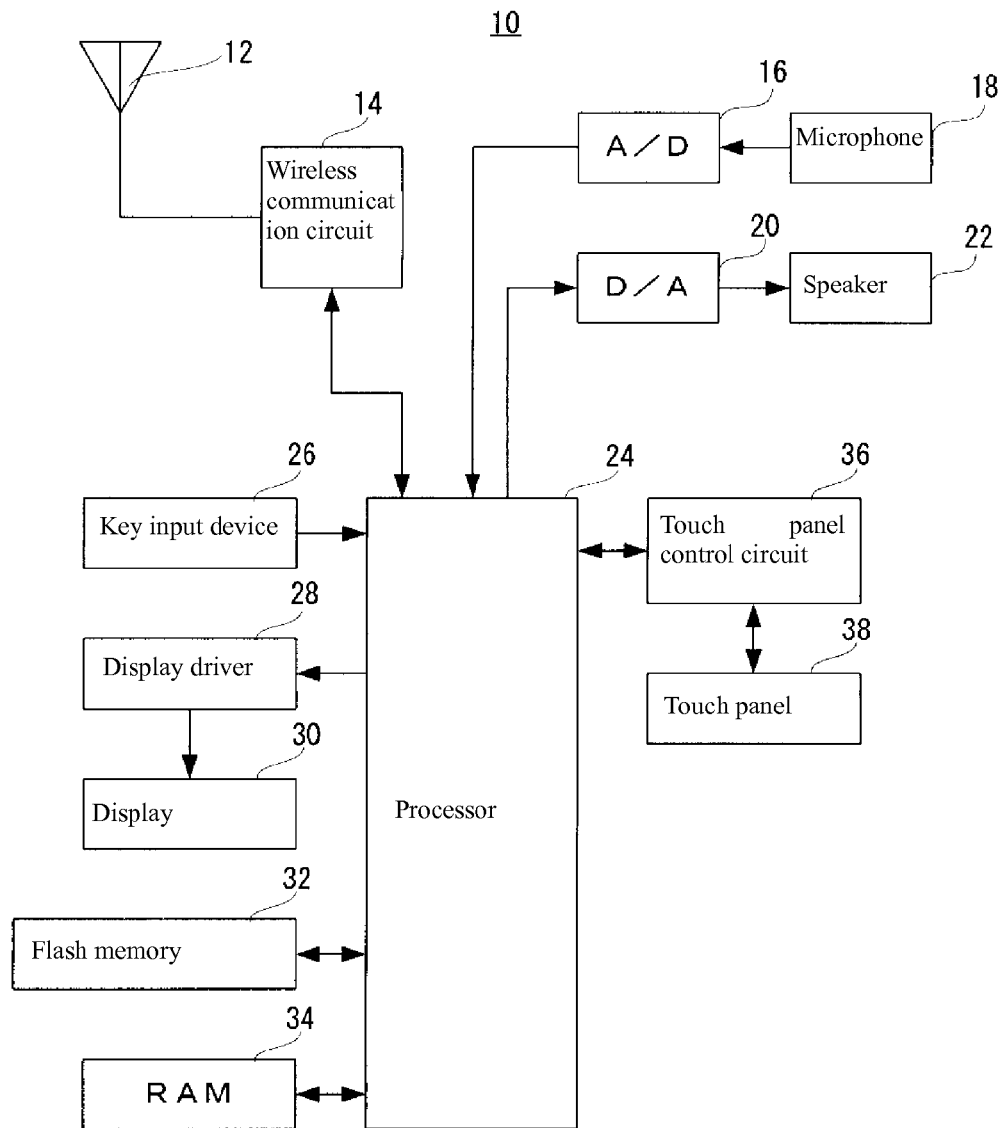 10
12
14
Wireless
communicat
ion circuit
16
A／D
18
Microphone
20
D／A
22
Speaker
26
Key input device
24
Processor
36
Touch panel
control circuit
28
Display driver
38
Touch panel
30
Display
32
Flash memory
34
RAM